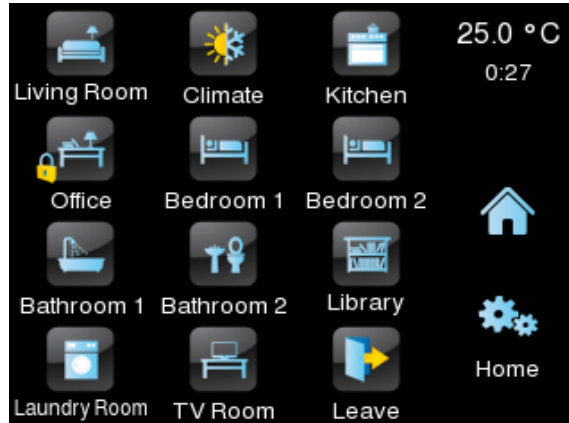 25.0 °C
0:27
Living Room
Climate
Kitchen
Office
Bedroom 1
Bedroom 2
Bathroom 1
Bathroom 2
Library
Home
Laundry Room
TV Room
Leave